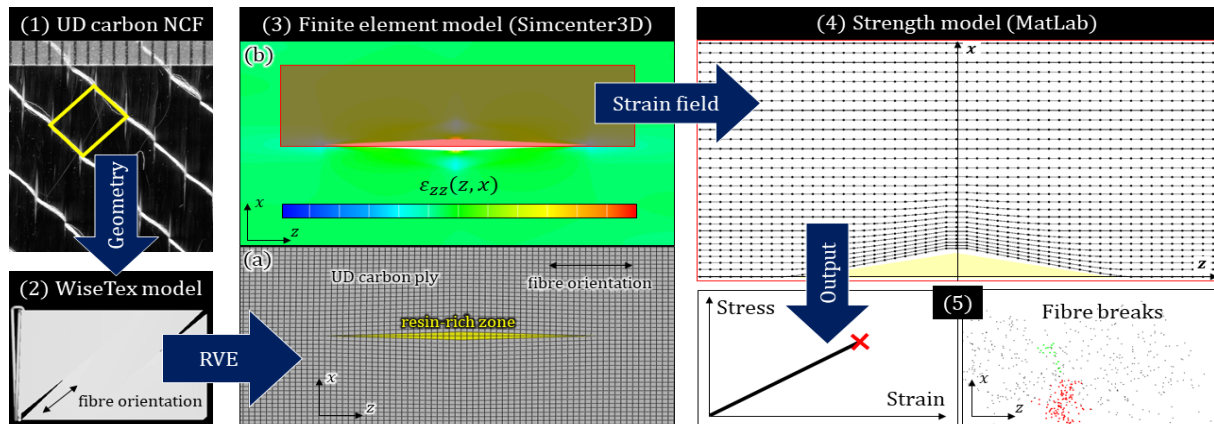 (1) UD carbon NCF
Geometry
(2) WiseTex model
fibre orientation
RVE
(3) Finite element model (Simcenter3D)
(b)
ε_zz(z, x)
x
z
(a)
UD carbon ply
fibre orientation
resin-rich zone
x
z
Strain field
(4) Strength model (MatLab)
x
z
Output
Stress
Strain
(5)
Fibre breaks
x
z